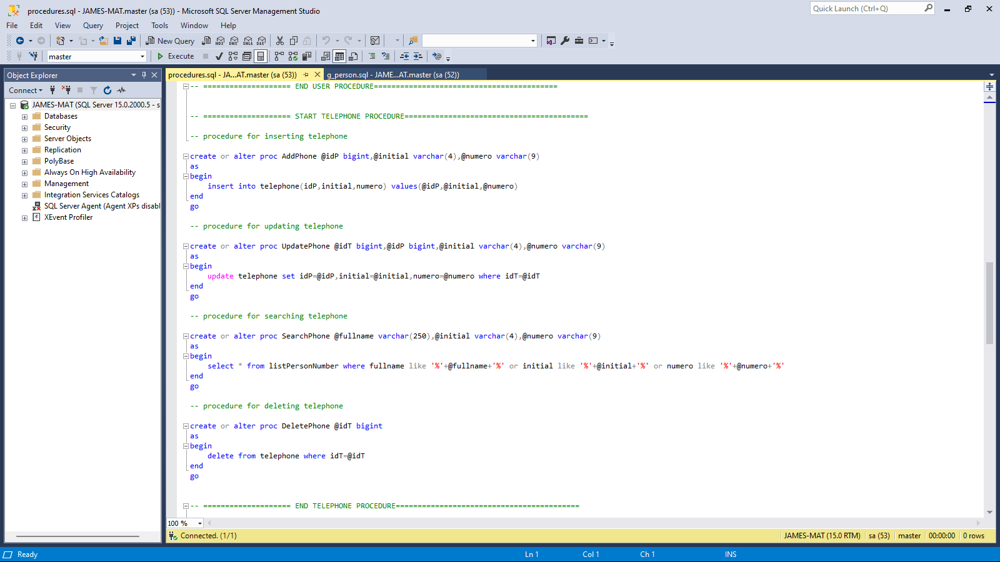 procedures.sql - JAMES-MAT.master (sa (53)) - Microsoft SQL Server Management Studio
Quick Launch (Ctrl+Q)
File Edit View Query Project Tools Window Help
New Query MDX DMX XMLA DAX
master Execute
Object Explorer
Connect
JAMES-MAT (SQL Server 15.0.2000.5 - s
Databases
Security
Server Objects
Replication
PolyBase
Always On High Availability
Management
Integration Services Catalogs
SQL Server Agent (Agent XPs disabl
XEvent Profiler
procedures.sql - JA...AT.master (sa (53)) g_person.sql - JAME...AT.master (sa (52))
-- ==================== END USER PROCEDURE==========================================
-- ==================== START TELEPHONE PROCEDURE==========================================
-- procedure for inserting telephone
create or alter proc AddPhone @idP bigint,@initial varchar(4),@numero varchar(9)
as
begin
insert into telephone(idP,initial,numero) values(@idP,@initial,@numero)
end
go
-- procedure for updating telephone
create or alter proc UpdatePhone @idT bigint,@idP bigint,@initial varchar(4),@numero varchar(9)
as
begin
update telephone set idP=@idP,initial=@initial,numero=@numero where idT=@idT
end
go
-- procedure for searching telephone
create or alter proc SearchPhone @fullname varchar(250),@initial varchar(4),@numero varchar(9)
as
begin
select * from listPersonNumber where fullname like '%'+@fullname+'%' or initial like '%'+@initial+'%' or numero like '%'+@numero+'%'
end
go
-- procedure for deleting telephone
create or alter proc DeletePhone @idT bigint
as
begin
delete from telephone where idT=@idT
end
go
-- ==================== END TELEPHONE PROCEDURE==========================================
100 %
Connected. (1/1) JAMES-MAT (15.0 RTM) sa (53) master 00:00:00 0 rows
Ready Ln 1 Col 1 Ch 1 INS